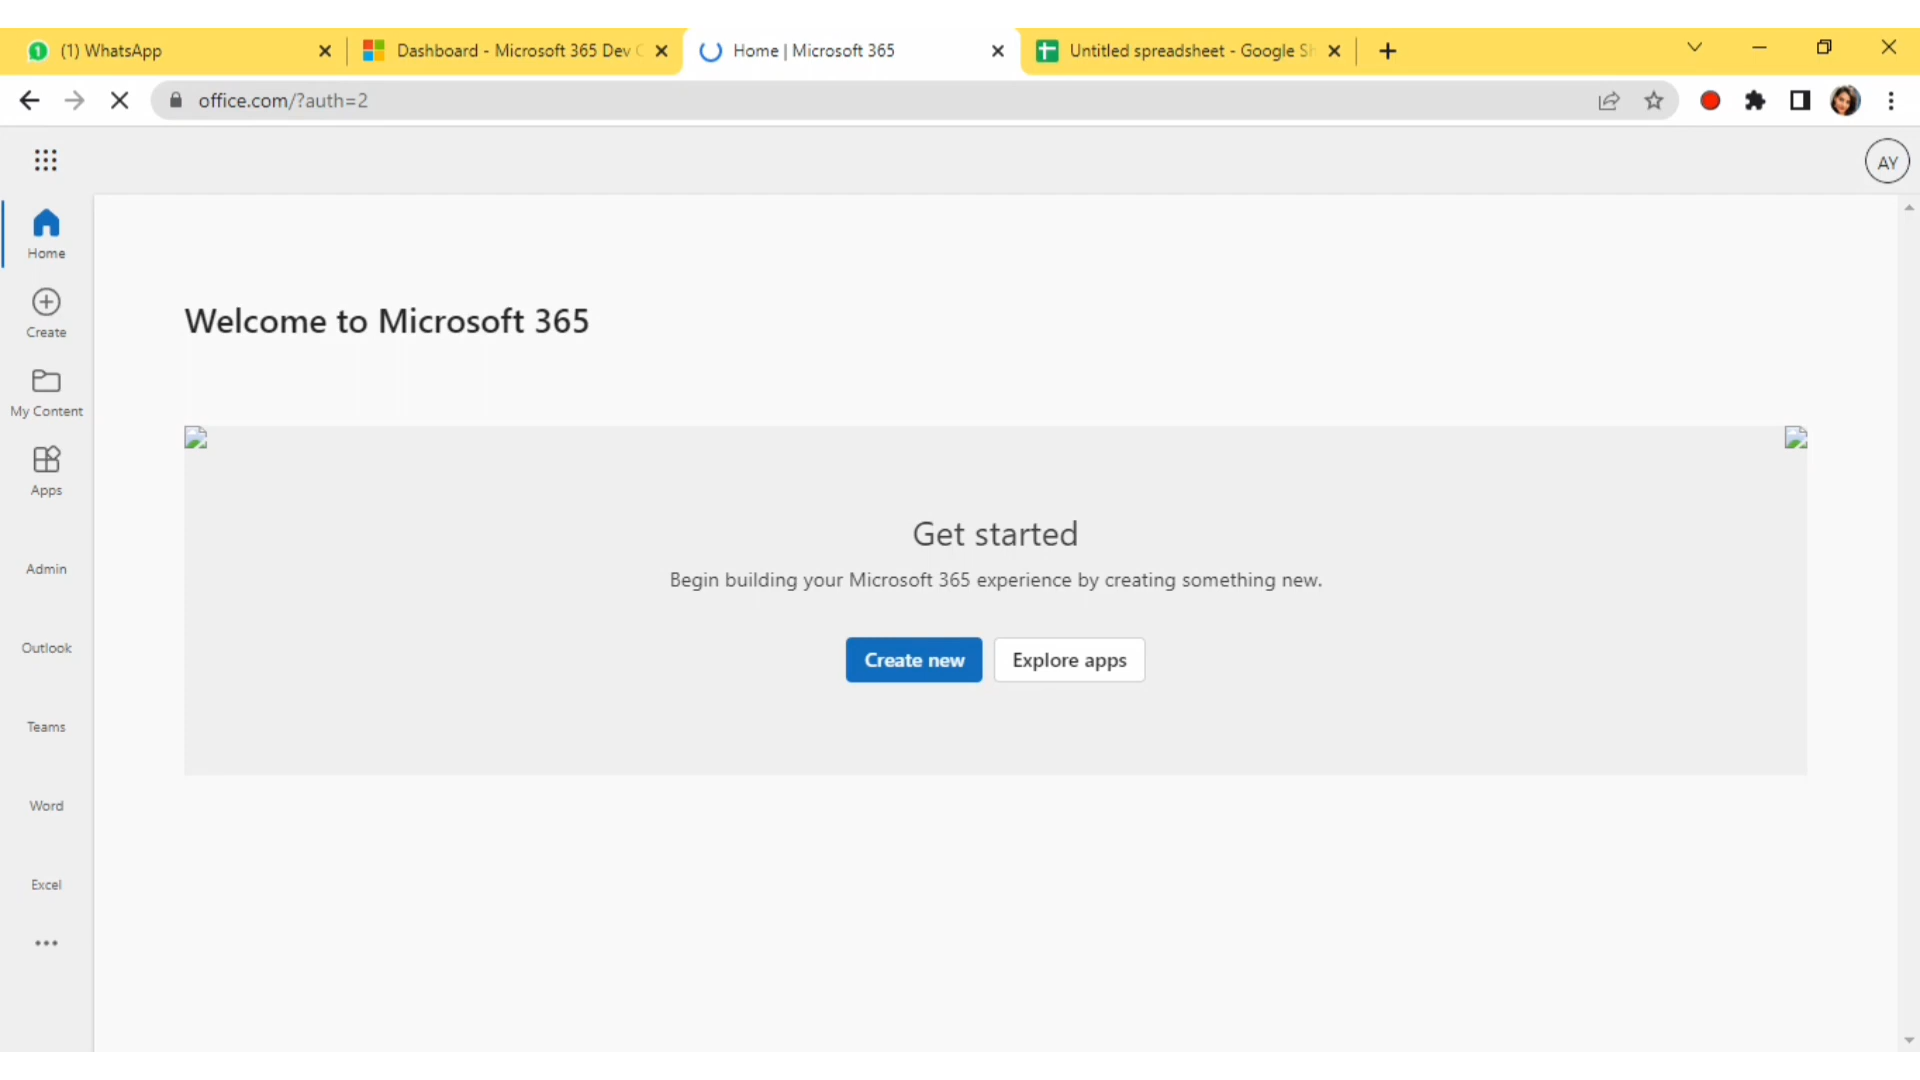 1 (1) WhatsApp
Dashboard - Microsoft 365 Dev
Home | Microsoft 365
Untitled spreadsheet - Google Sh
office.com/?auth=2
AY
Home
Create
My Content
Apps
Admin
Outlook
Teams
Word
Excel
Welcome to Microsoft 365
Get started
Begin building your Microsoft 365 experience by creating something new.
Create new
Explore apps